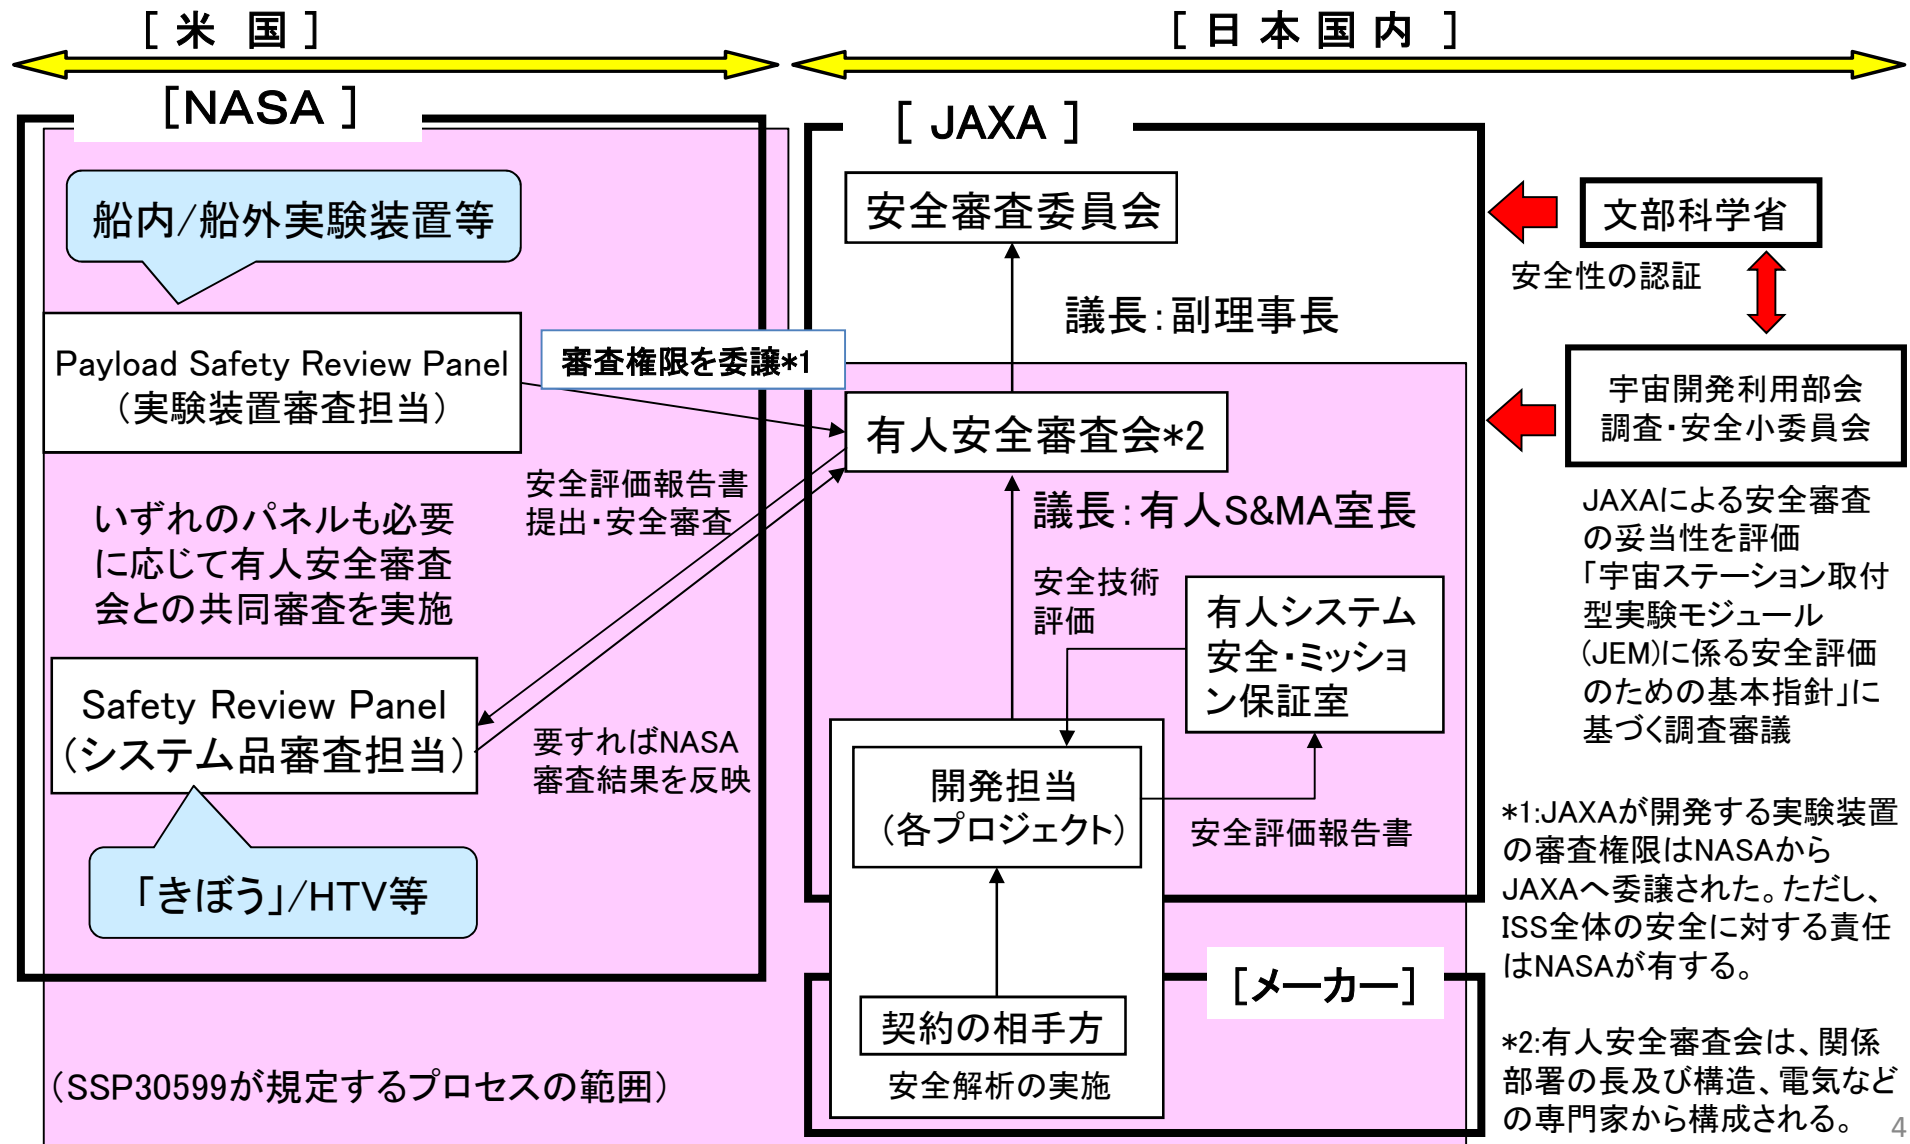 [ 米 国 ]
[ 日 本 国 内 ]
[NASA ]
[ JAXA ]
船内/船外実験装置等
Payload Safety Review Panel
(実験装置審査担当)
審査権限を委譲*1
いずれのパネルも必要
に応じて有人安全審査
会との共同審査を実施
安全評価報告書
提出・安全審査
Safety Review Panel
(システム品審査担当)
要すればNASA
審査結果を反映
「きぼう」/HTV等
(SSP30599が規定するプロセスの範囲)
安全審査委員会
議長:副理事長
有人安全審査会*2
議長:有人S&MA室長
安全技術
評価
有人システム
安全・ミッショ
ン保証室
開発担当
(各プロジェクト)
安全評価報告書
[メーカー]
契約の相手方
安全解析の実施
文部科学省
安全性の認証
宇宙開発利用部会
調査・安全小委員会
JAXAによる安全審査
の妥当性を評価
「宇宙ステーション取付
型実験モジュール
(JEM)に係る安全評価
のための基本指針」に
基づく調査審議
*1:JAXAが開発する実験装置
の審査権限はNASAから
JAXAへ委譲された。ただし、
ISS全体の安全に対する責任
はNASAが有する。
*2:有人安全審査会は、関係
部署の長及び構造、電気など
の専門家から構成される。
4